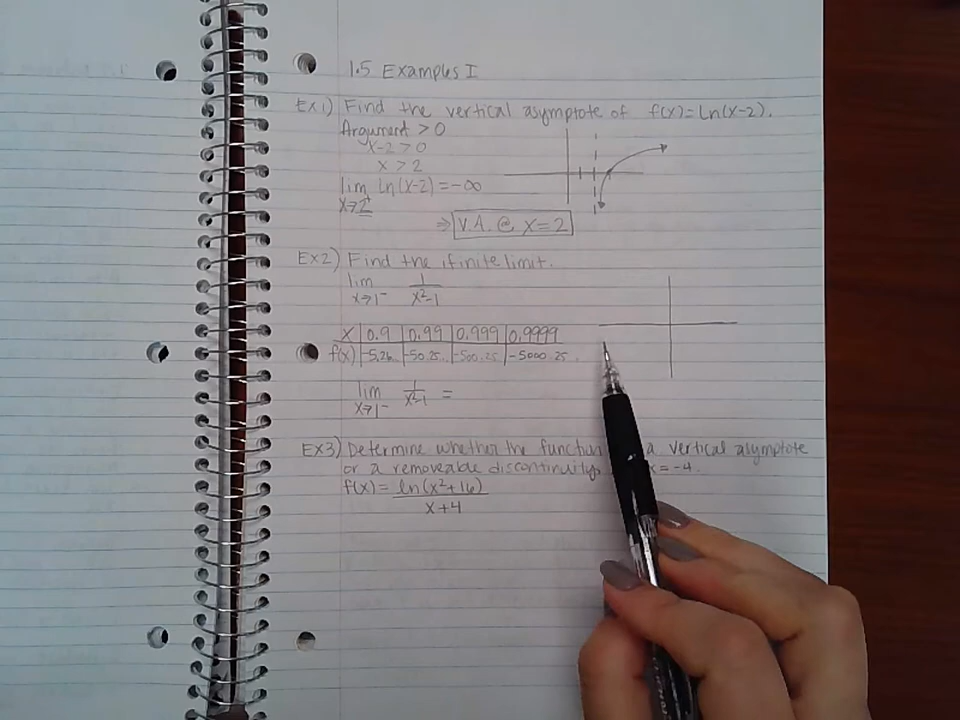 1.5 Examples I
Ex1) Find the vertical asymptote of f(x)=ln(x-2).
Argument > 0
x-2>0
x > 2
lim ln(x-2) = -∞
x→2⁺
⇒ V.A. @ x=2
Ex2) Find the ifinite limit.
lim 1/(x²-1)
x→1⁻
x | 0.9 | 0.99 | 0.999 | 0.9999
f(x) | -5.26 | -50.25 | -500.25 | -5000.25
lim 1/(x²-1) =
x→1⁻
Ex3) Determine whether the function a vertical asymptote
or a removeable discontinuity x=-4.
f(x) = ln(x²+16)
x+4